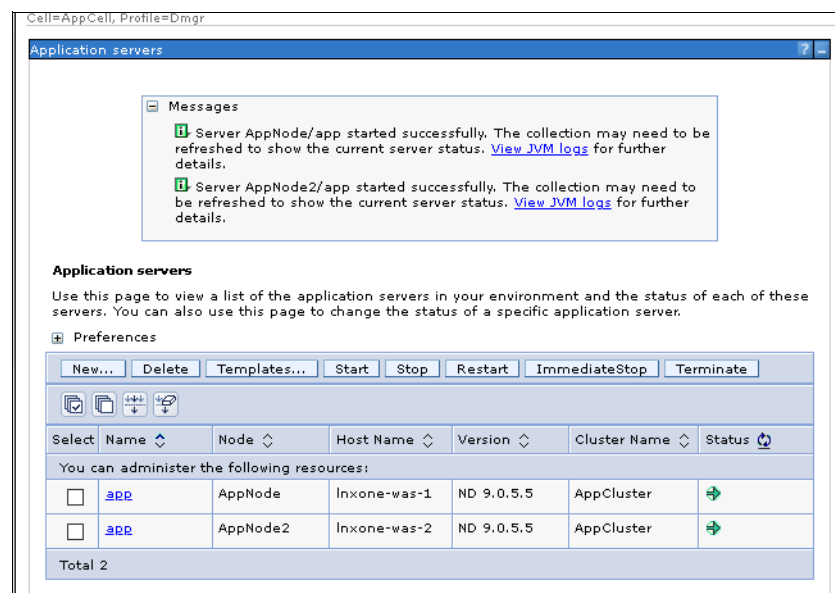 Cell=AppCell, Profile=Dmgr
Application servers ? _
Messages
Server AppNode/app started successfully. The collection may need to be
refreshed to show the current server status. View JVM logs for further
details.
Server AppNode2/app started successfully. The collection may need to
be refreshed to show the current server status. View JVM logs for further
details.
Application servers
Use this page to view a list of the application servers in your environment and the status of each of these
servers. You can also use this page to change the status of a specific application server.
Preferences
New... Delete Templates... Start Stop Restart ImmediateStop Terminate
Select Name Node Host Name Version Cluster Name Status
You can administer the following resources:
app AppNode lnxone-was-1 ND 9.0.5.5 AppCluster
app AppNode2 lnxone-was-2 ND 9.0.5.5 AppCluster
Total 2